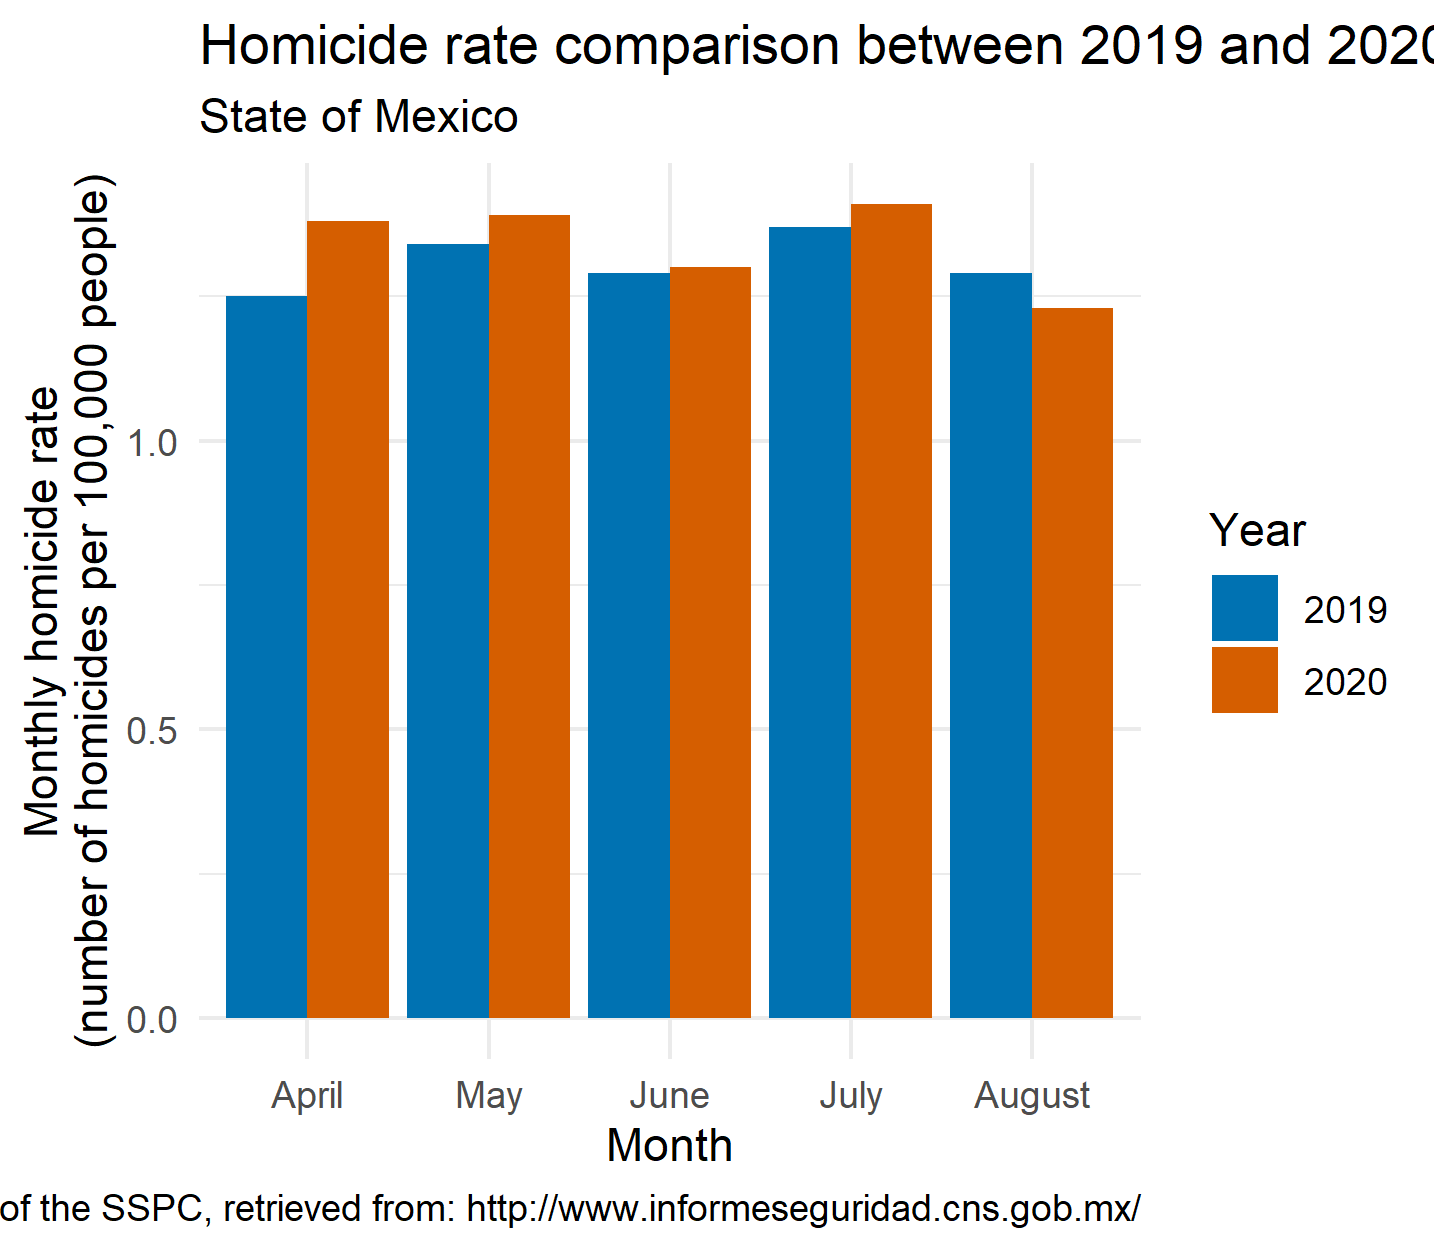 Homicide rate comparison between 2019 and 2020
State of Mexico
Monthly homicide rate
(number of homicides per 100,000 people)
1.0
0.5
0.0
April May June July August
Month
Year
2019
2020
of the SSPC, retrieved from: http://www.informeseguridad.cns.gob.mx/